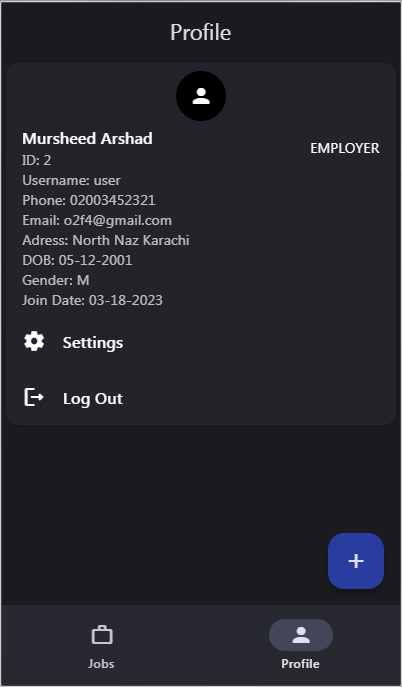 Profile
Mursheed Arshad
EMPLOYER
ID: 2
Username: user
Phone: 02003452321
Email: o2f4@gmail.com
Adress: North Naz Karachi
DOB: 05-12-2001
Gender: M
Join Date: 03-18-2023
Settings
Log Out
+
Jobs
Profile